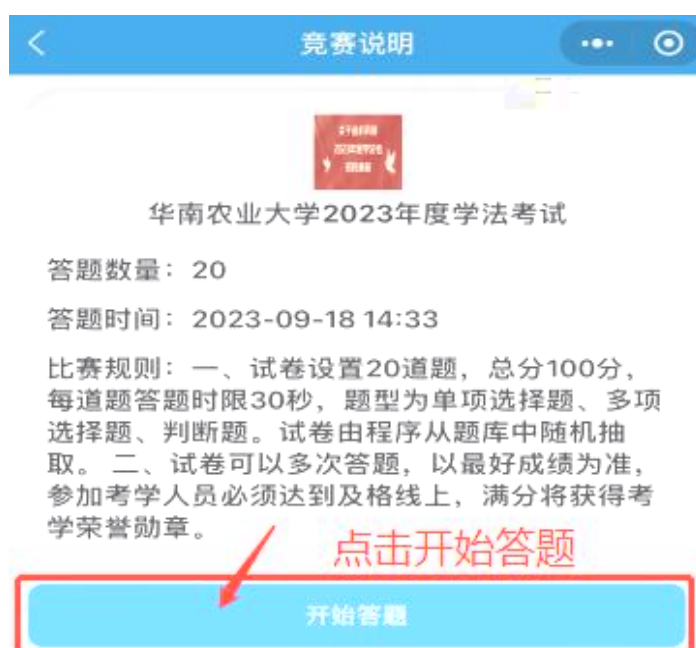 竞赛说明
华南农业大学2023年度学法考试
答题数量：20
答题时间：2023-09-18 14:33
比赛规则：一、试卷设置20道题，总分100分，
每道题答题时限30秒，题型为单项选择题、多项
选择题、判断题。试卷由程序从题库中随机抽
取。二、试卷可以多次答题，以最好成绩为准，
参加考学人员必须达到及格线上，满分将获得考
学荣誉勋章。
点击开始答题
开始答题